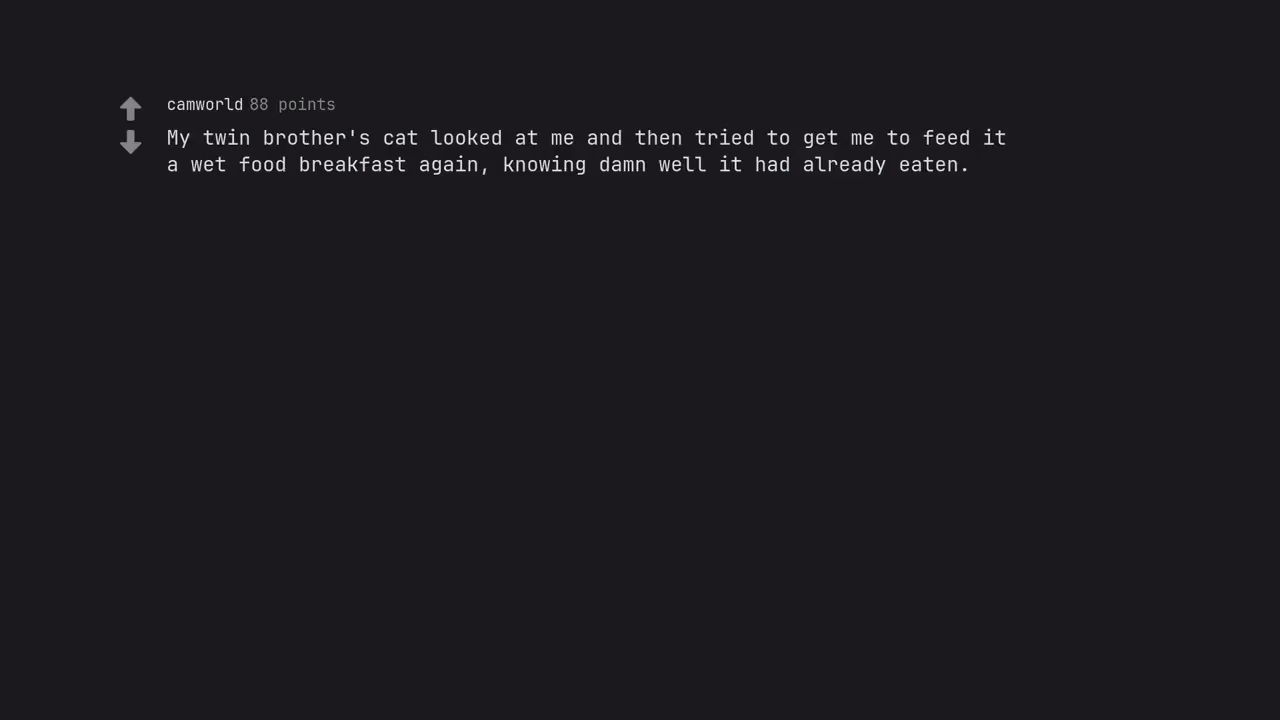 camworld 88 points
My twin brother's cat looked at me and then tried to get me to feed it
a wet food breakfast again, knowing damn well it had already eaten.